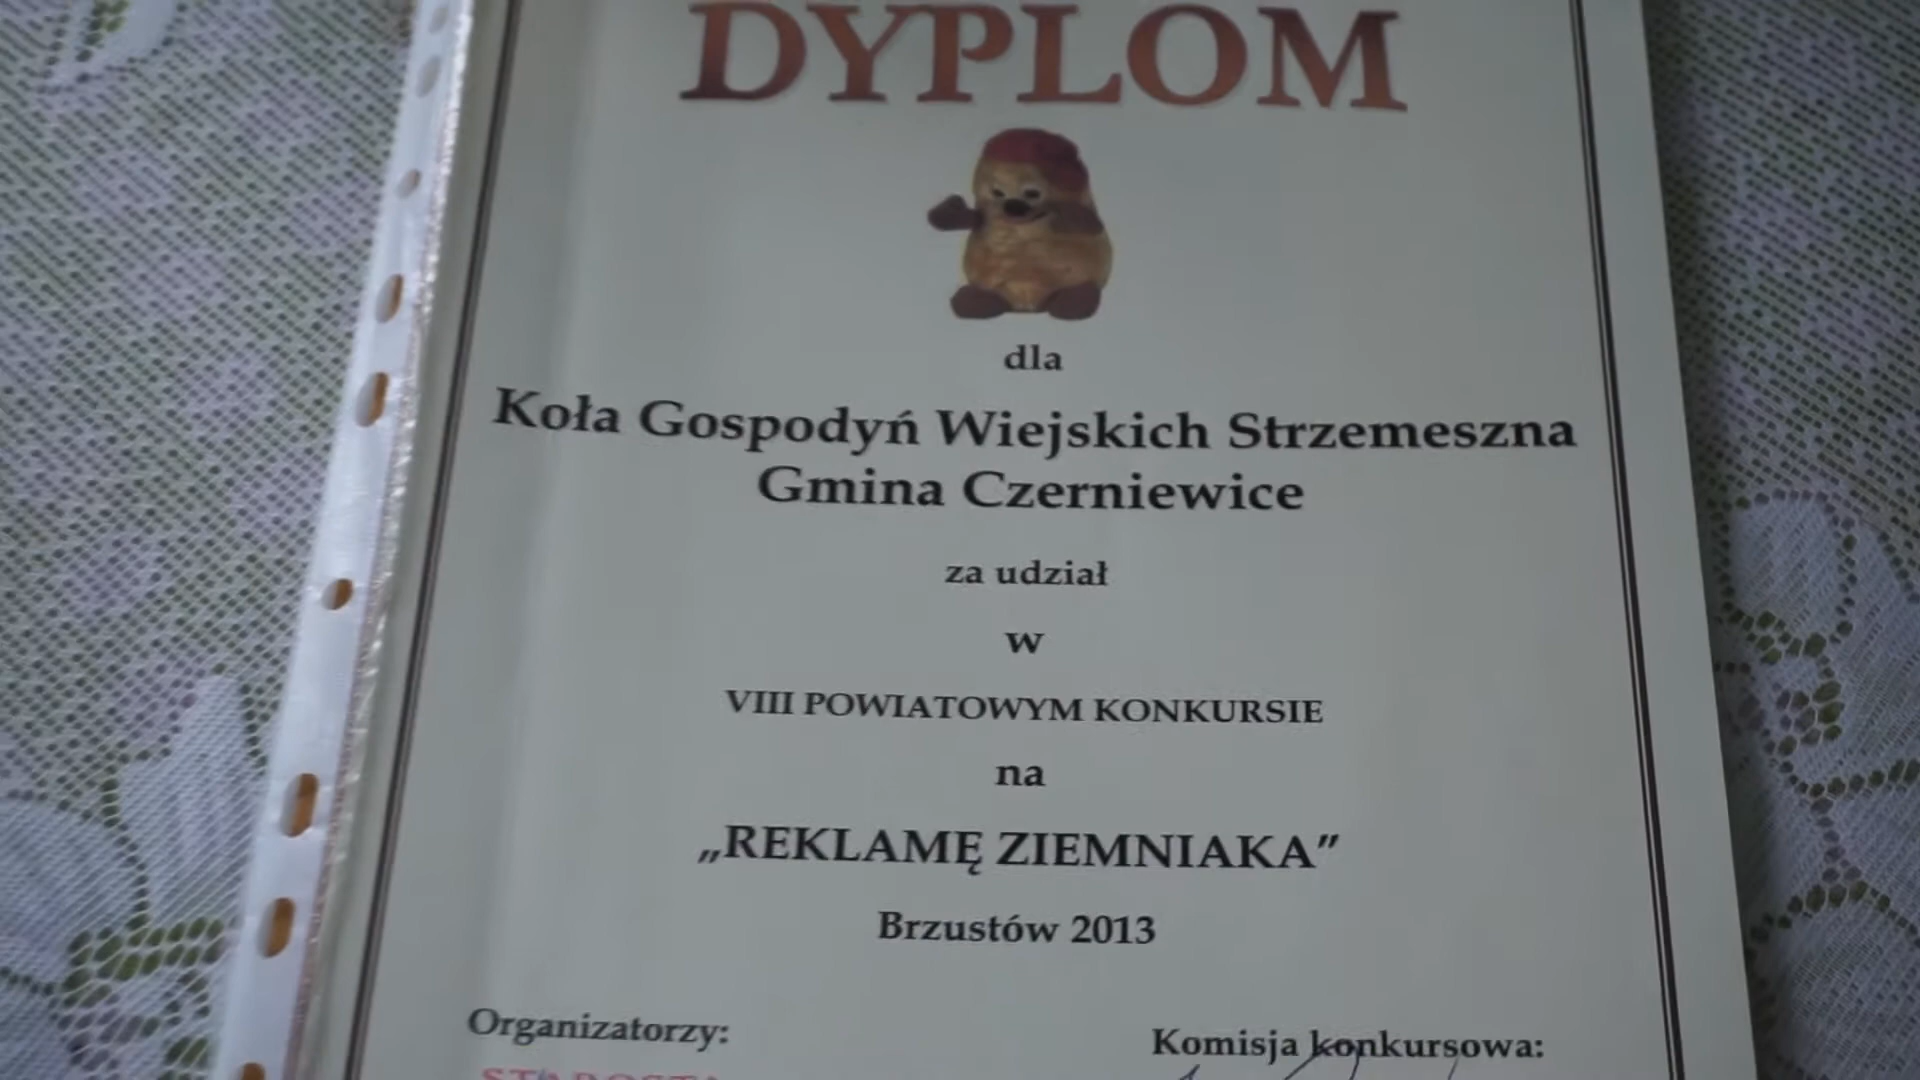 DYPLOM
dla
Koła Gospodyń Wiejskich Strzemeszna
Gmina Czerniewice
za udział
w
VIII POWIATOWYM KONKURSIE
na
„REKLAMĘ ZIEMNIAKA”
Brzustów 2013
Organizatorzy: Komisja konkursowa:
STAROSTA